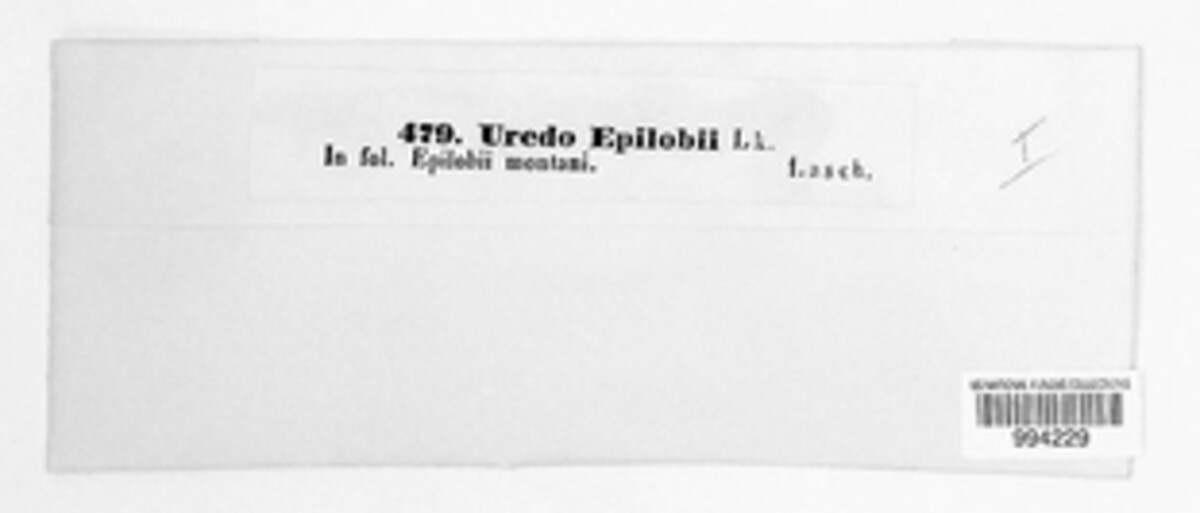 479. Uredo Epilobii Lk.
In fol. Epilobii montani.
Lasch.
I
994229